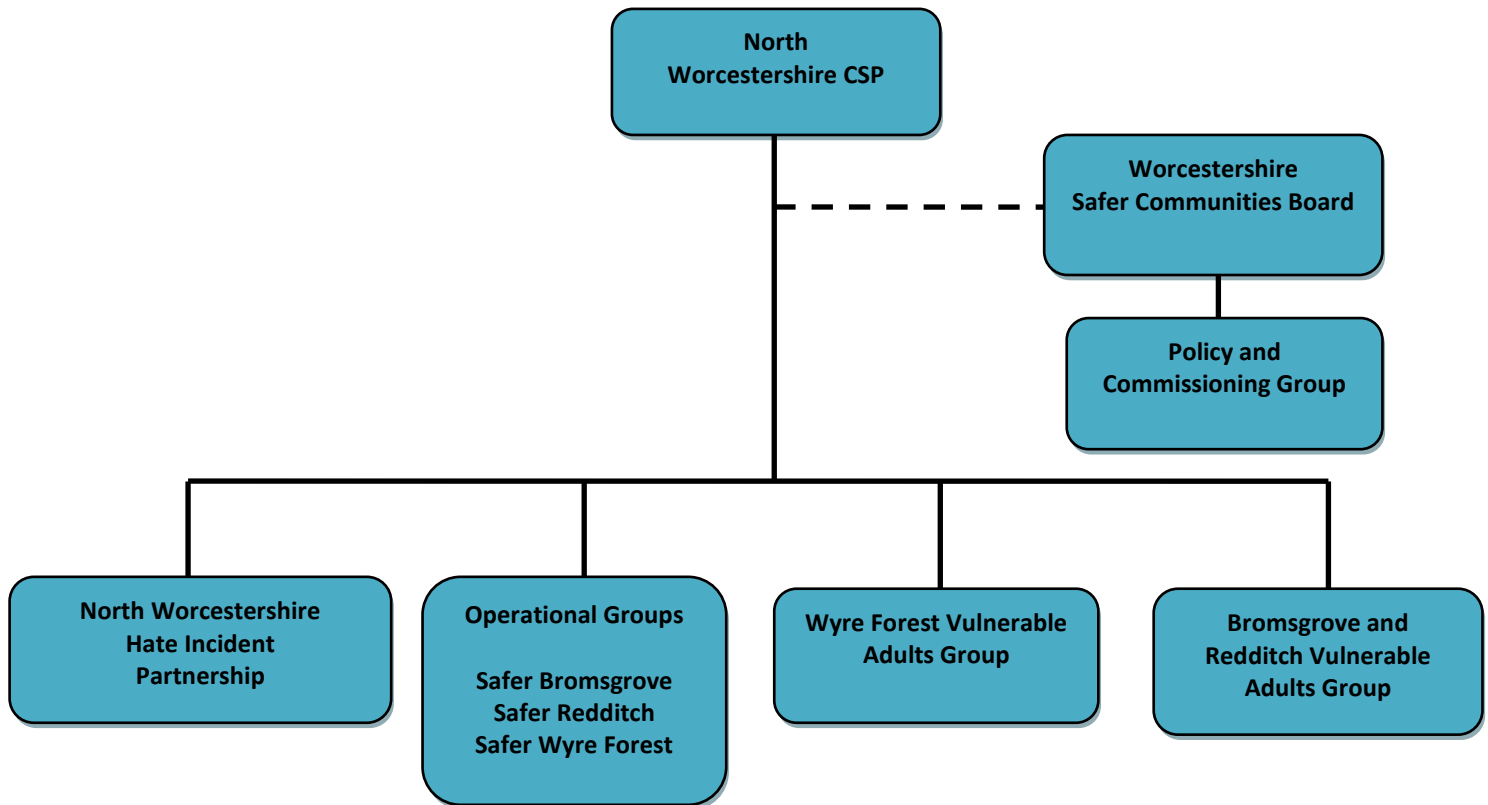 North
Worcestershire CSP
Worcestershire
Safer Communities Board
Policy and
Commissioning Group
North Worcestershire
Hate Incident
Partnership
Operational Groups
Safer Bromsgrove
Safer Redditch
Safer Wyre Forest
Wyre Forest Vulnerable
Adults Group
Bromsgrove and
Redditch Vulnerable
Adults Group